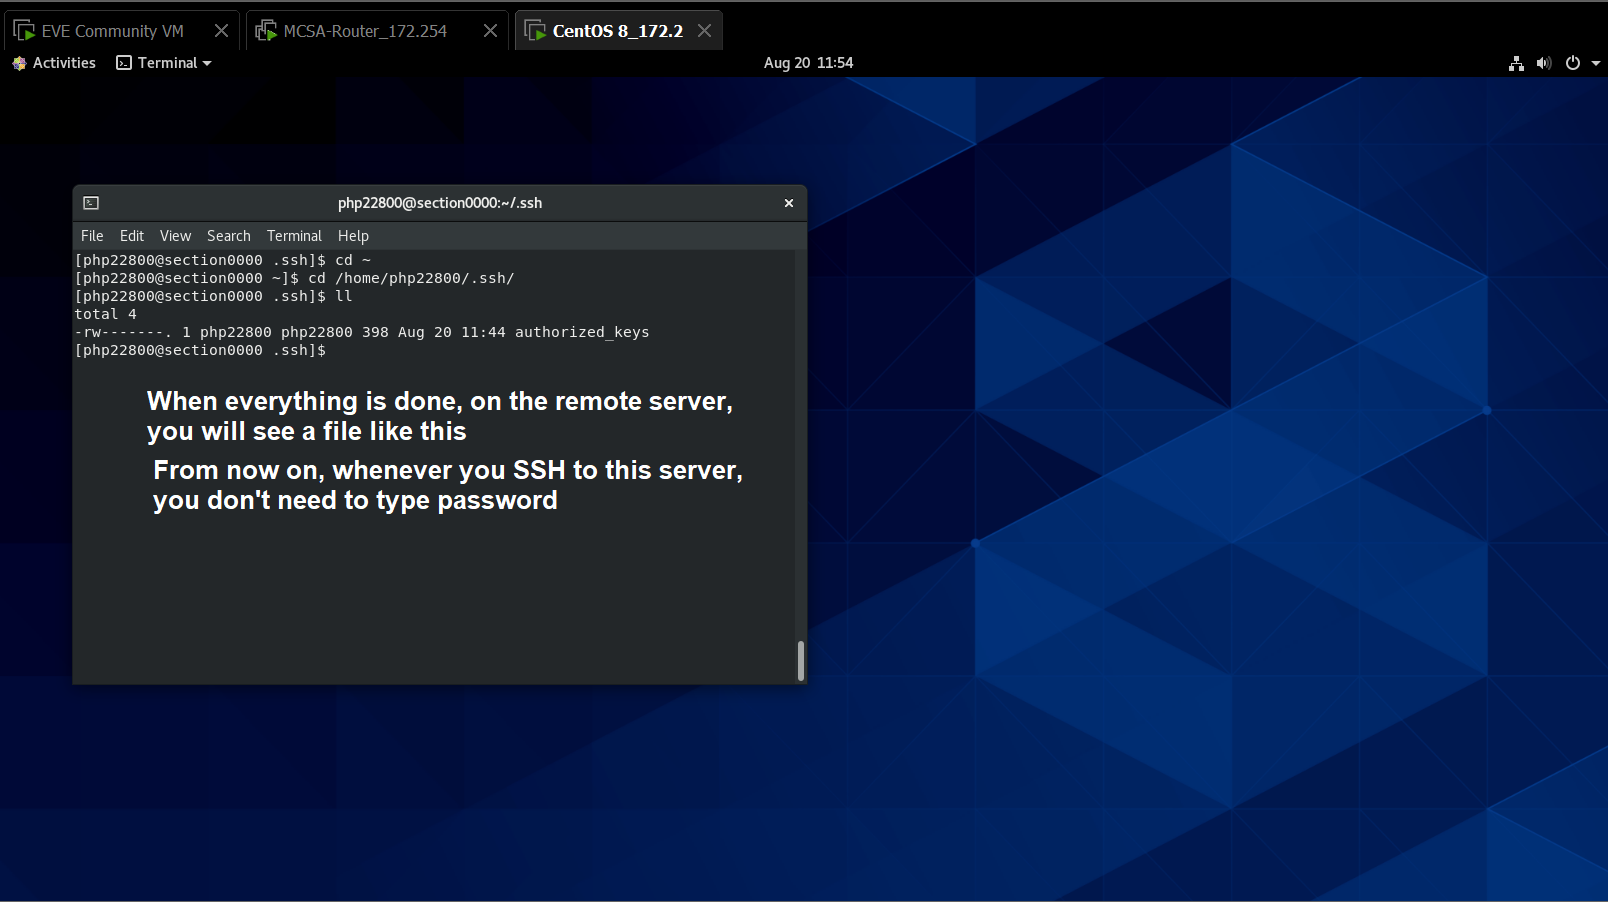 EVE Community VM
MCSA-Router_172.254
CentOS 8_172.2
Activities
Terminal
Aug 20 11:54
php22800@section0000:~/.ssh
File Edit View Search Terminal Help
[php22800@section0000 .ssh]$ cd ~
[php22800@section0000 ~]$ cd /home/php22800/.ssh/
[php22800@section0000 .ssh]$ ll
total 4
-rw-------. 1 php22800 php22800 398 Aug 20 11:44 authorized_keys
[php22800@section0000 .ssh]$
When everything is done, on the remote server,
you will see a file like this
From now on, whenever you SSH to this server,
you don't need to type password